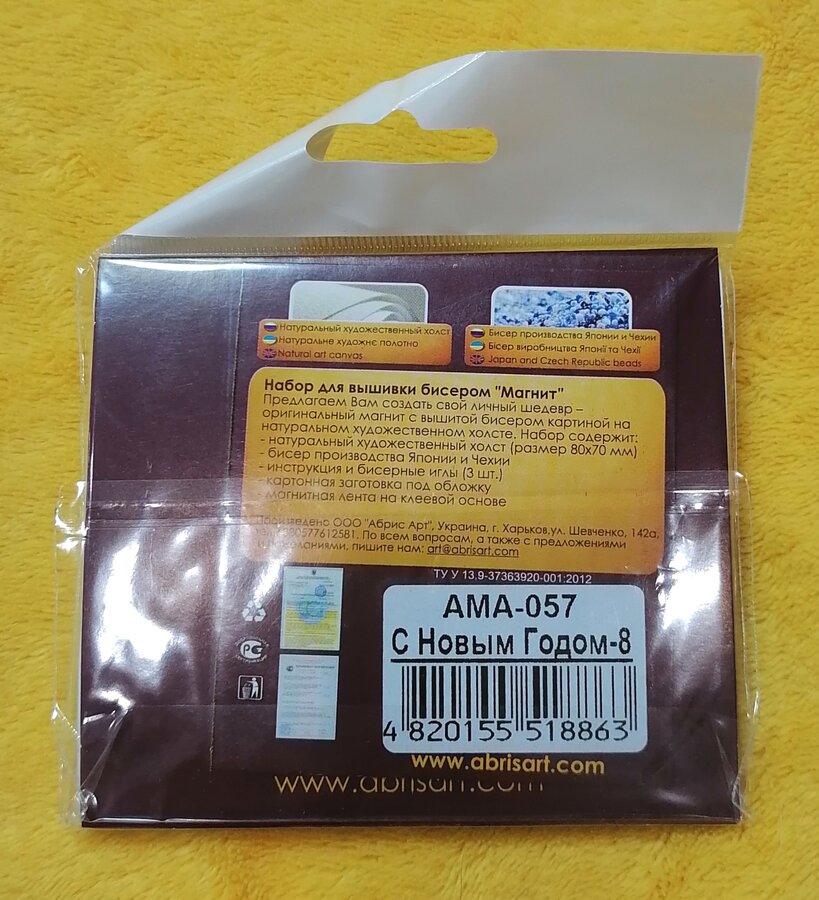 Натуральный художественный холст
Натуральне художнє полотно
Natural art canvas
Бисер производства Японии и Чехии
Бісер виробництва Японії та Чехії
Japan and Czech Republic beads
Набор для вышивки бисером "Магнит"
Предлагаем Вам создать свой личный шедевр –
оригинальный магнит с вышитой бисером картиной на
натуральном художественном холсте. Набор содержит:
- натуральный художественный холст (размер 80х70 мм)
- бисер производства Японии и Чехии
- инструкция и бисерные иглы (3 шт.)
- картонная заготовка под обложку
- магнитная лента на клеевой основе
Произведено ООО "Абрис Арт", Украина, г. Харьков,ул. Шевченко, 142а,
По всем вопросам, а также с предложениями
пишите нам: art@abrisart.com
ТУ У 13.9-37363920-001:2012
АМА-057
С Новым Годом-8
4 820155 518863
www.abrisart.com
www.abrisart.com